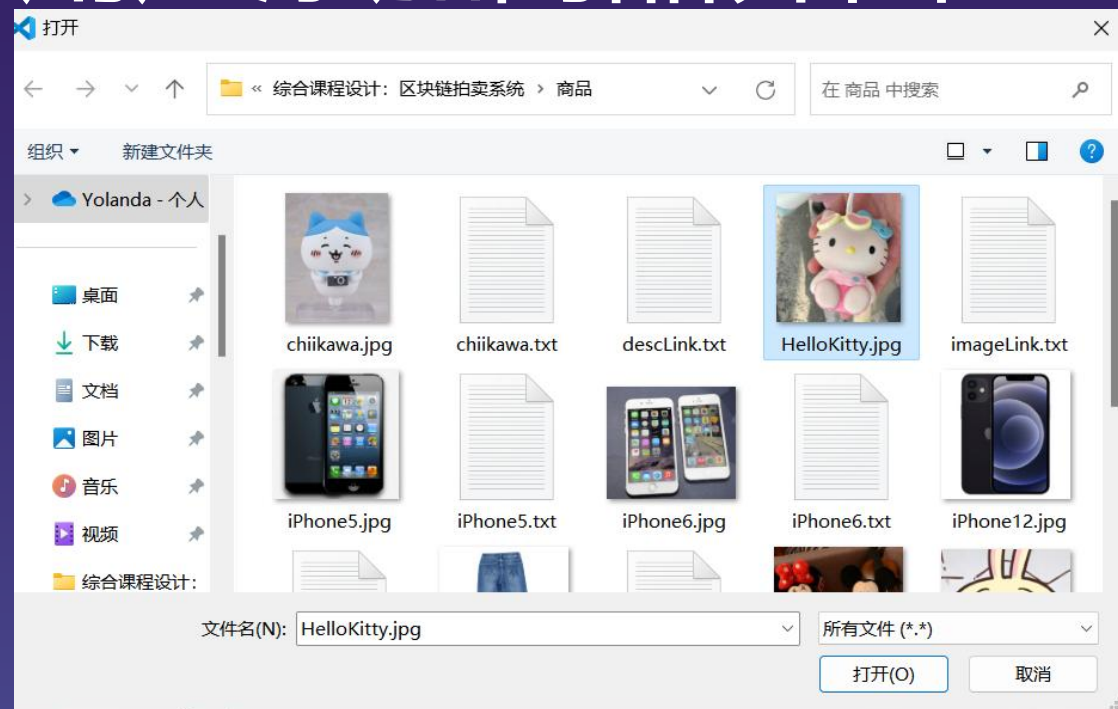 打开
« 综合课程设计：区块链拍卖系统 › 商品
在 商品 中搜索
组织 新建文件夹
Yolanda - 个人
桌面
下载
文档
图片
音乐
视频
综合课程设计：
chiikawa.jpg chiikawa.txt descLink.txt HelloKitty.jpg imageLink.txt
iPhone5.jpg iPhone5.txt iPhone6.jpg iPhone6.txt iPhone12.jpg
文件名(N): HelloKitty.jpg 所有文件 (*.*)
打开(O) 取消